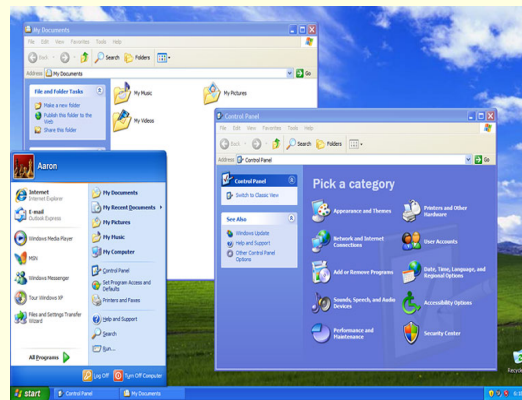 My Documents
File Edit View Favorites Tools Help
Back Search Folders
Address My Documents Go
File and Folder Tasks
Make a new folder
Publish this folder to the
Web
Share this folder
My Music
My Pictures
My Videos
Control Panel
File Edit View Favorites Tools Help
Back Search Folders
Address Control Panel Go
Control Panel
Switch to Classic View
See Also
Windows Update
Help and Support
Other Control Panel
Options
Pick a category
Appearance and Themes
Printers and Other
Hardware
Network and Internet
Connections
User Accounts
Add or Remove Programs
Date, Time, Language, and
Regional Options
Sounds, Speech, and Audio
Devices
Accessibility Options
Performance and
Maintenance
Security Center
Aaron
Internet
Internet Explorer
E-mail
Outlook Express
Windows Media Player
MSN
Windows Messenger
Tour Windows XP
Files and Settings Transfer
Wizard
All Programs
My Documents
My Recent Documents
My Pictures
My Music
My Computer
Control Panel
Set Program Access and
Defaults
Printers and Faxes
Help and Support
Search
Run...
Log Off Turn Off Computer
start Control Panel My Documents